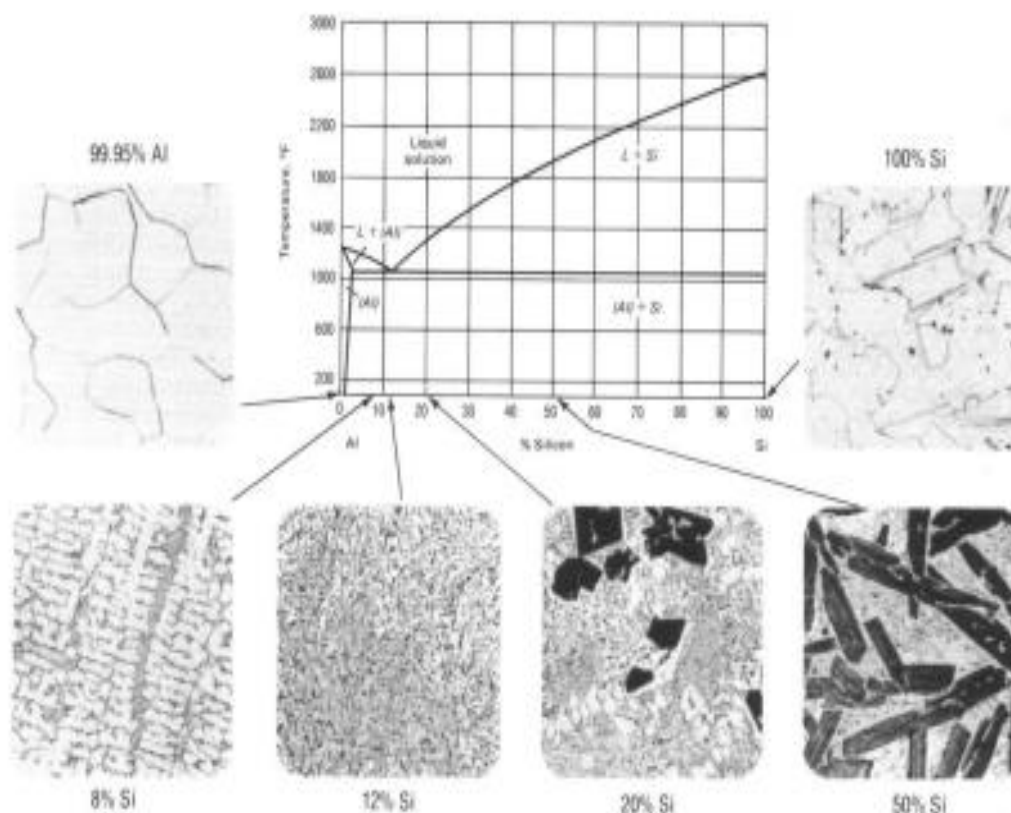 3000
2600
2200
1800
1400
1000
600
200
Temperature, °F
Liquid
solution
L + Si
L + (Al)
(Al)
(Al) + Si
0 10 20 30 40 50 60 70 80 90 100
Al % Silicon Si
99.95% Al
100% Si
8% Si
12% Si
20% Si
50% Si